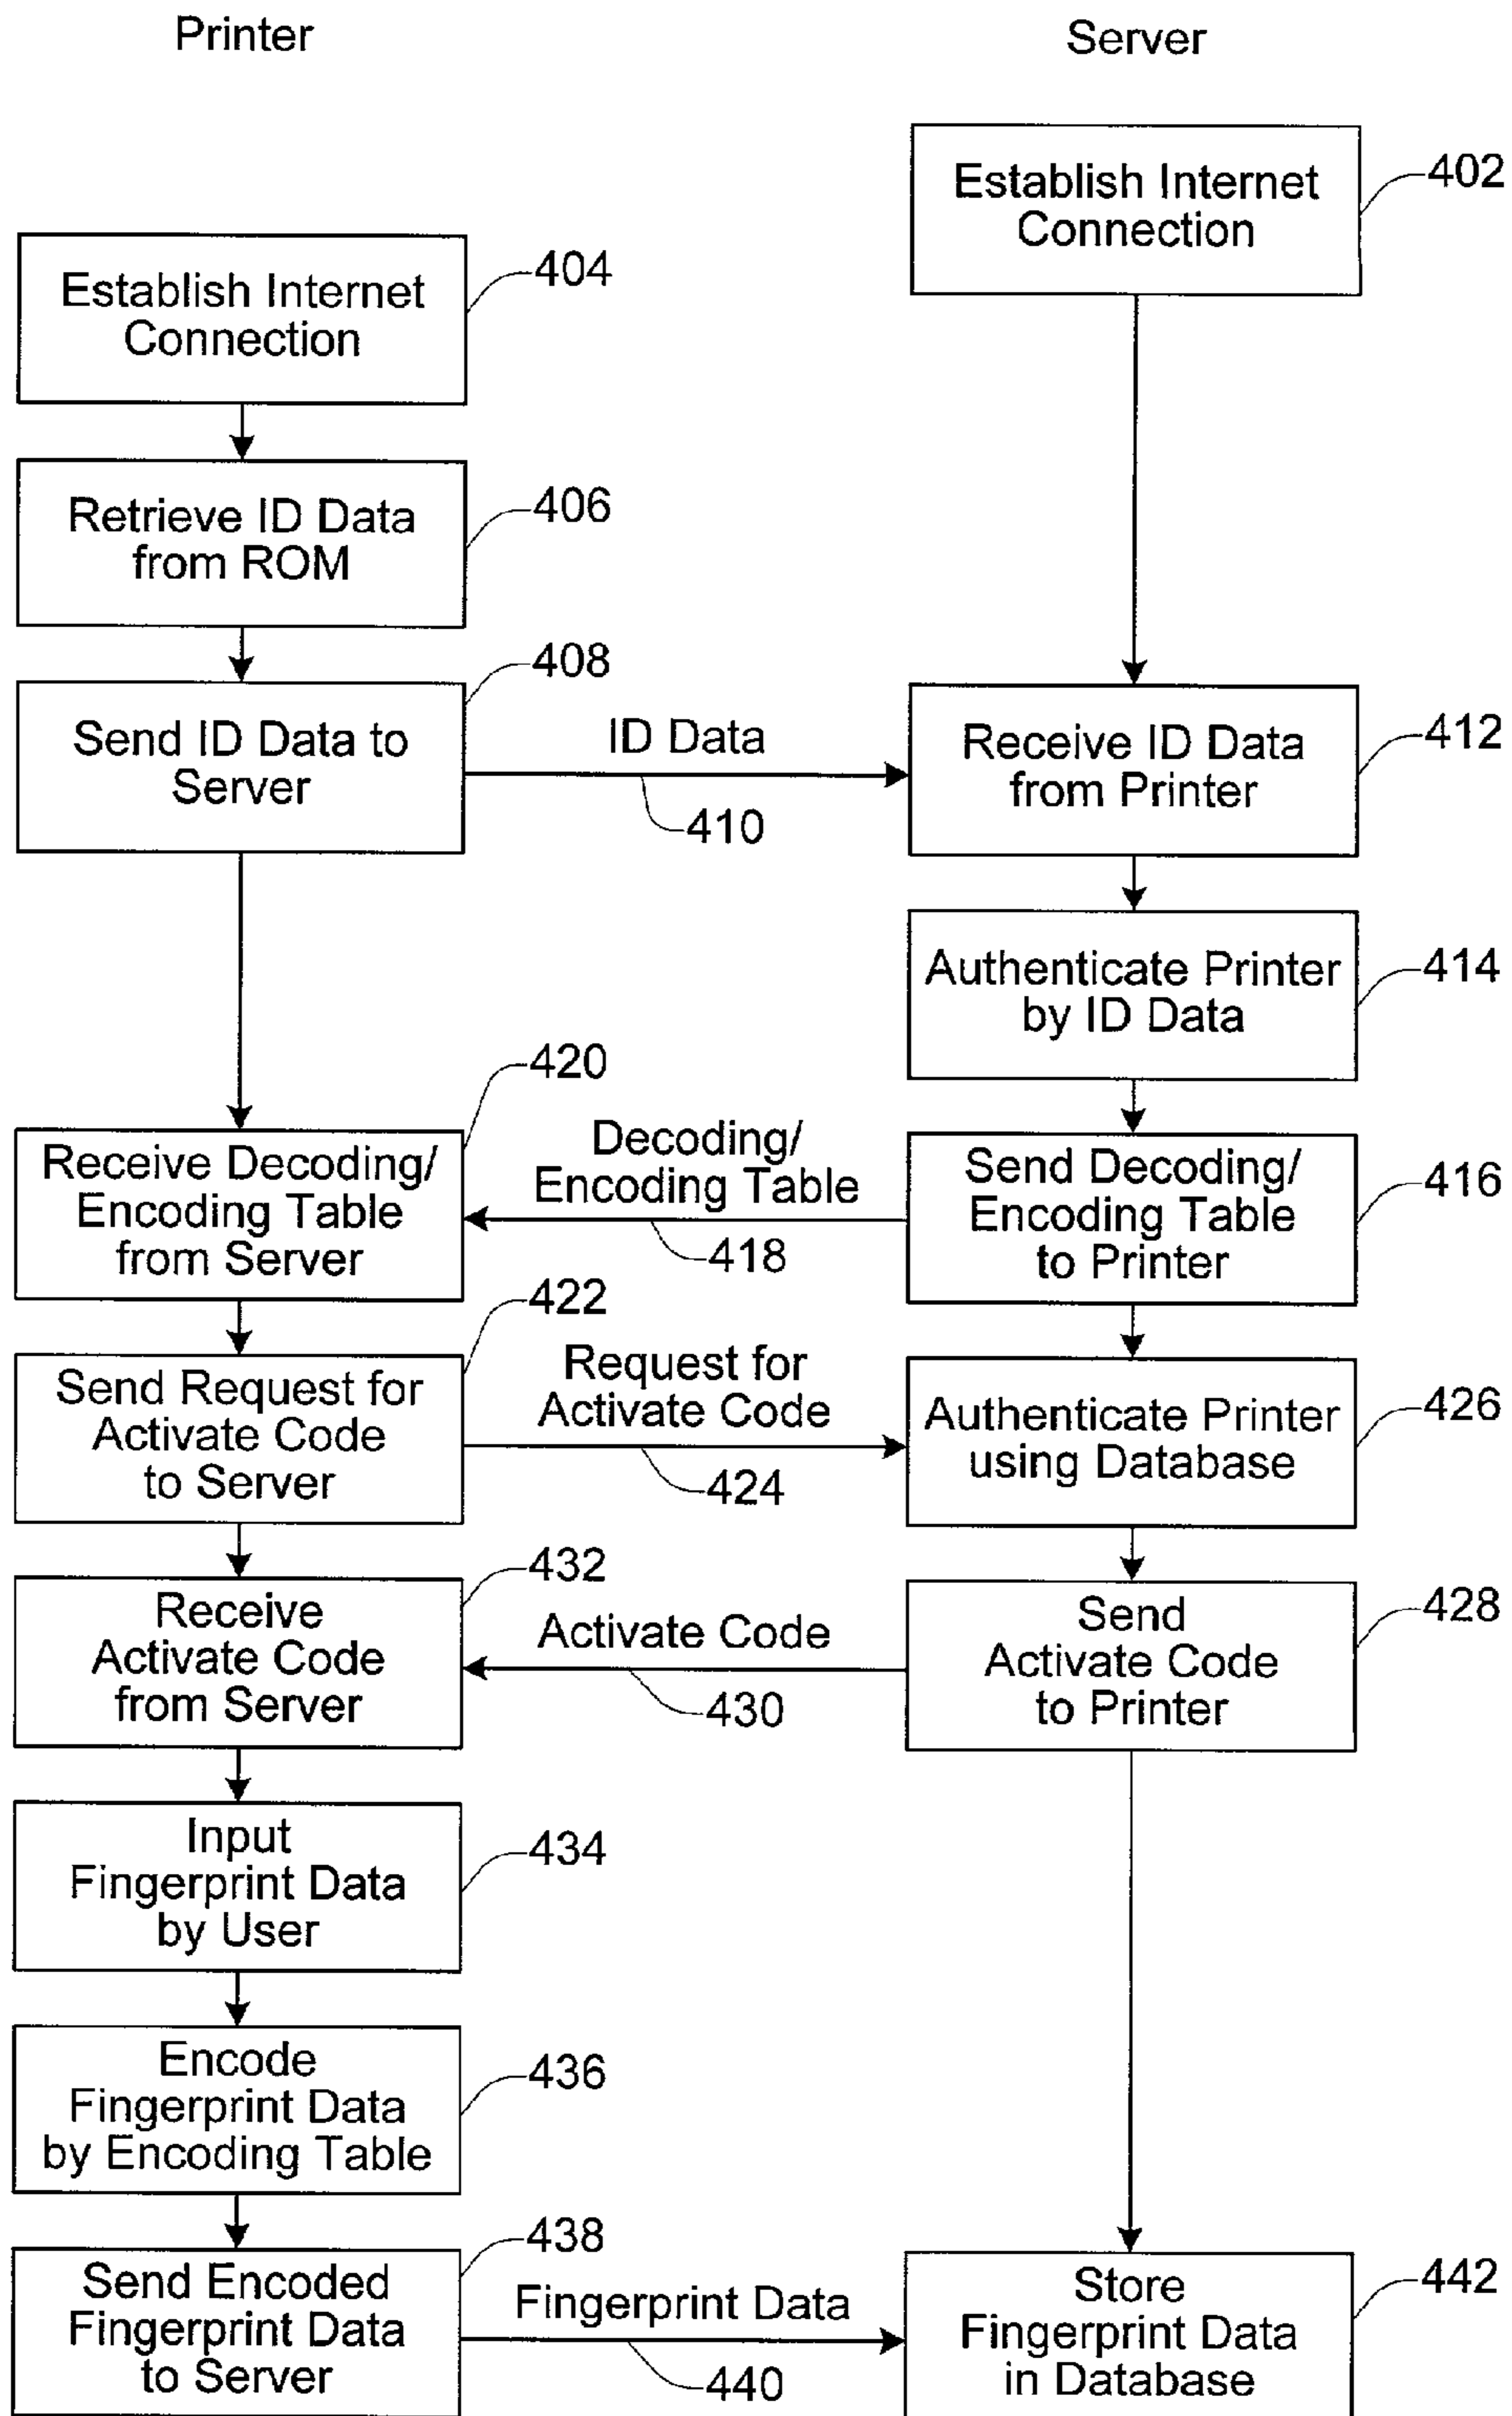 Printer
Server
Establish Internet
Connection
402
Establish Internet
Connection
404
Retrieve ID Data
from ROM
406
Send ID Data to
Server
408
ID Data
410
Receive ID Data
from Printer
412
Authenticate Printer
by ID Data
414
Receive Decoding/
Encoding Table
from Server
420
Decoding/
Encoding Table
418
Send Decoding/
Encoding Table
to Printer
416
Send Request for
Activate Code
to Server
422
Request for
Activate Code
424
Authenticate Printer
using Database
426
Receive
Activate Code
from Server
432
Activate Code
430
Send
Activate Code
to Printer
428
Input
Fingerprint Data
by User
434
Encode
Fingerprint Data
by Encoding Table
436
Send Encoded
Fingerprint Data
to Server
438
Fingerprint Data
440
Store
Fingerprint Data
in Database
442